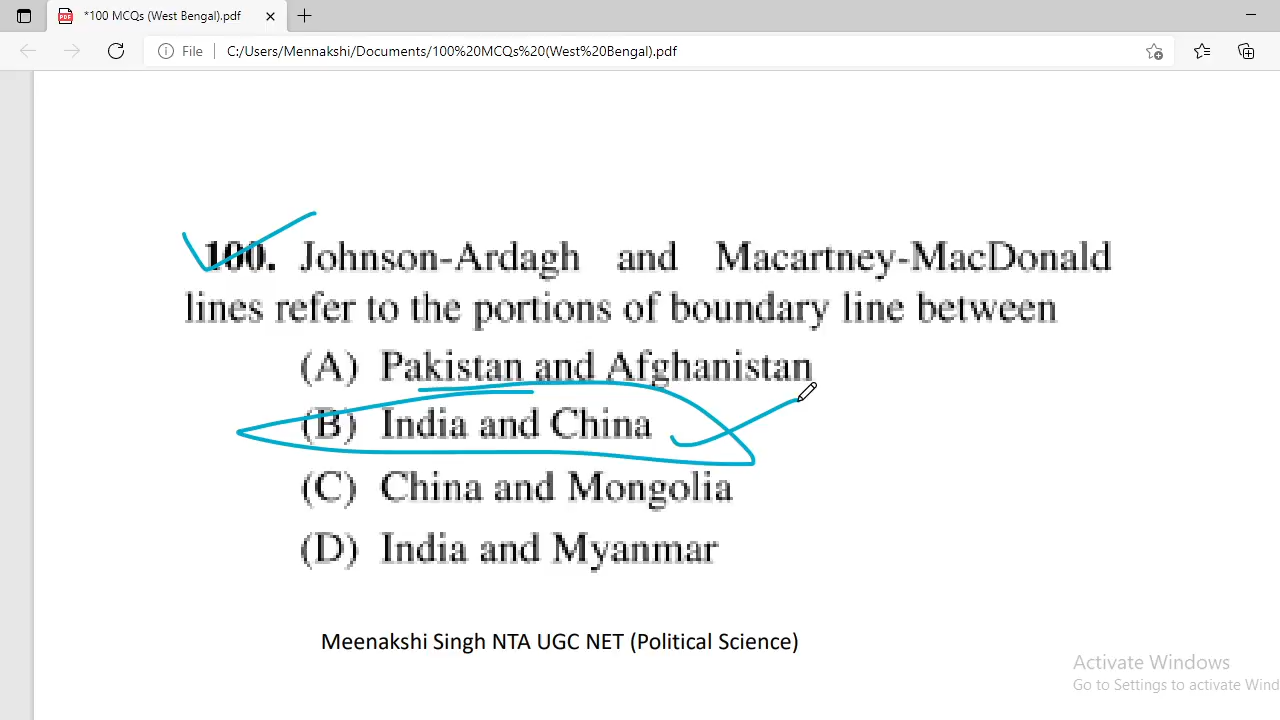 *100 MCQs (West Bengal).pdf
File C:/Users/Mennakshi/Documents/100%20MCQs%20(West%20Bengal).pdf
100. Johnson-Ardagh and Macartney-MacDonald
lines refer to the portions of boundary line between
(A) Pakistan and Afghanistan
(B) India and China
(C) China and Mongolia
(D) India and Myanmar
Meenakshi Singh NTA UGC NET (Political Science)
Activate Windows
Go to Settings to activate Wind